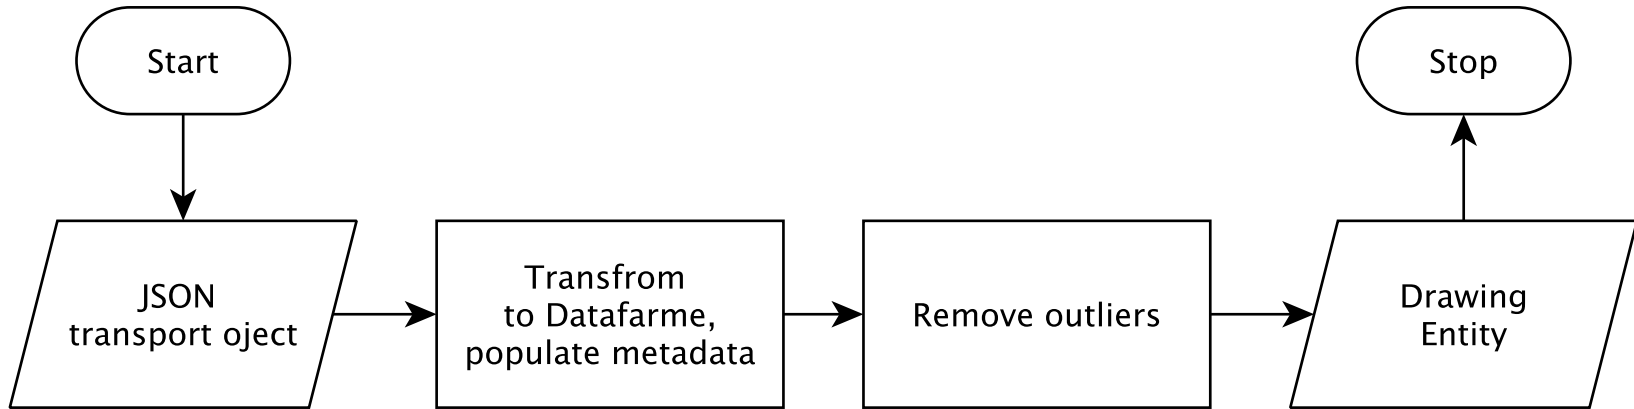 Start
Stop
JSON
transport oject
Transfrom
to Datafarme,
populate metadata
Remove outliers
Drawing
Entity